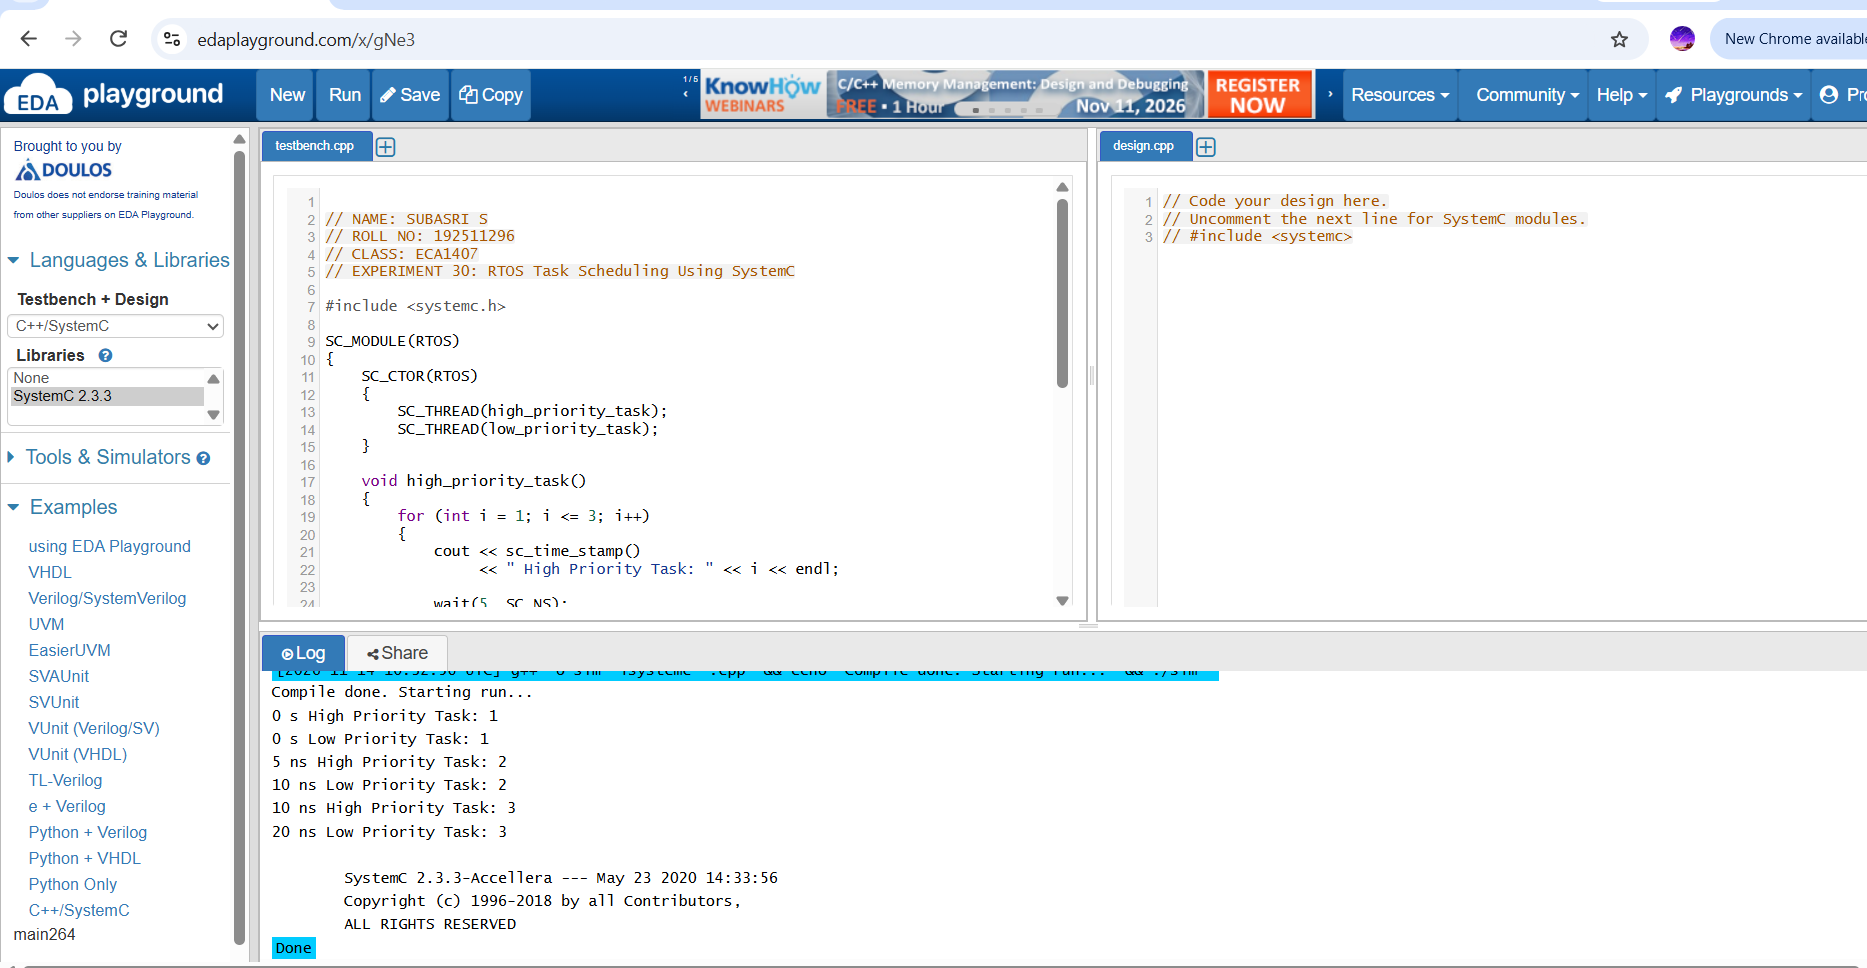 edaplayground.com/x/gNe3
New Chrome available
EDA playground
New
Run
Save
Copy
1/5
KnowHow
WEBINARS
C/C++ Memory Management: Design and Debugging
FREE • 1 Hour
Nov 11, 2026
REGISTER
NOW
Resources
Community
Help
Playgrounds
Brought to you by
DOULOS
Doulos does not endorse training material
from other suppliers on EDA Playground.
Languages & Libraries
Testbench + Design
C++/SystemC
Libraries
None
SystemC 2.3.3
Tools & Simulators
Examples
using EDA Playground
VHDL
Verilog/SystemVerilog
UVM
EasierUVM
SVAUnit
SVUnit
VUnit (Verilog/SV)
VUnit (VHDL)
TL-Verilog
e + Verilog
Python + Verilog
Python + VHDL
Python Only
C++/SystemC
main264
testbench.cpp
1
2 // NAME: SUBASRI S
3 // ROLL NO: 192511296
4 // CLASS: ECA1407
5 // EXPERIMENT 30: RTOS Task Scheduling Using SystemC
6
7 #include <systemc.h>
8
9 SC_MODULE(RTOS)
10 {
11 SC_CTOR(RTOS)
12 {
13 SC_THREAD(high_priority_task);
14 SC_THREAD(low_priority_task);
15 }
16
17 void high_priority_task()
18 {
19 for (int i = 1; i <= 3; i++)
20 {
21 cout << sc_time_stamp()
22 << " High Priority Task: " << i << endl;
23
24 wait(5, SC_NS);
design.cpp
1 // Code your design here.
2 // Uncomment the next line for SystemC modules.
3 // #include <systemc>
Log
Share
Compile done. Starting run...
0 s High Priority Task: 1
0 s Low Priority Task: 1
5 ns High Priority Task: 2
10 ns Low Priority Task: 2
10 ns High Priority Task: 3
20 ns Low Priority Task: 3
SystemC 2.3.3-Accellera --- May 23 2020 14:33:56
Copyright (c) 1996-2018 by all Contributors,
ALL RIGHTS RESERVED
Done